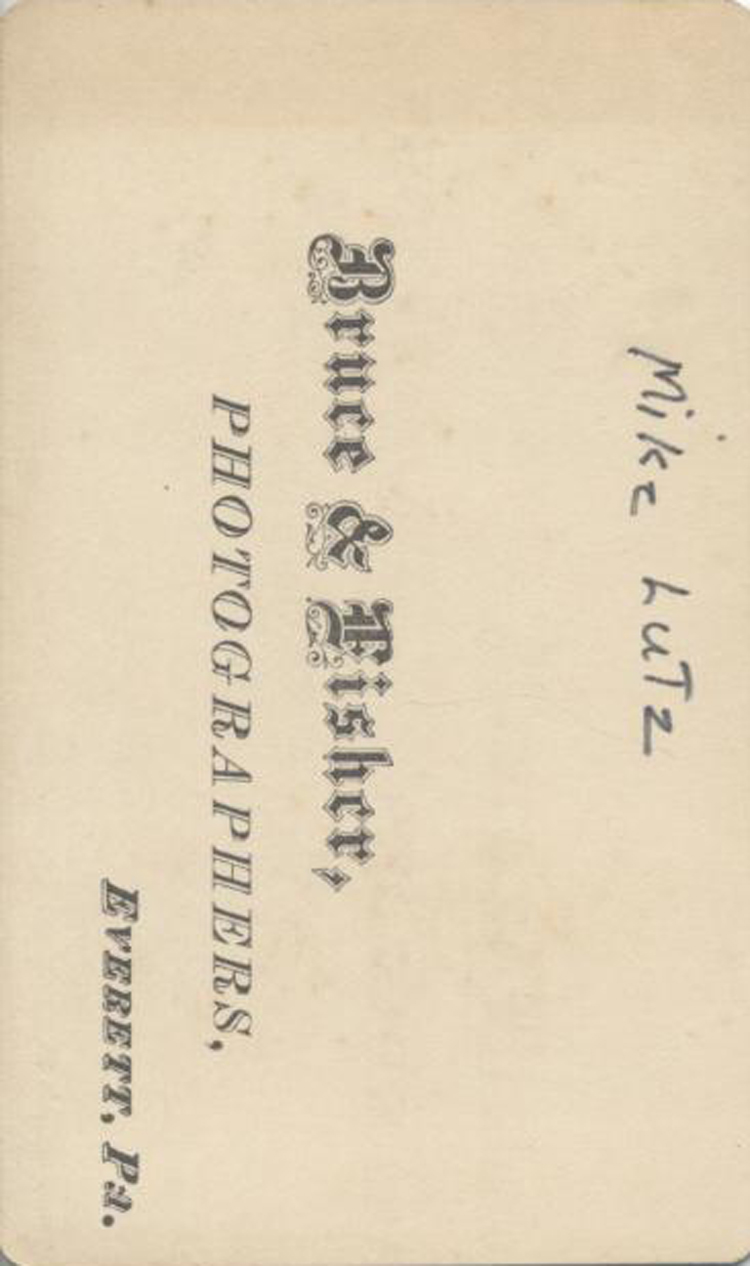 Mike Lutz
Bruce & Fisher,
PHOTOGRAPHERS,
EVERETT, Pa.